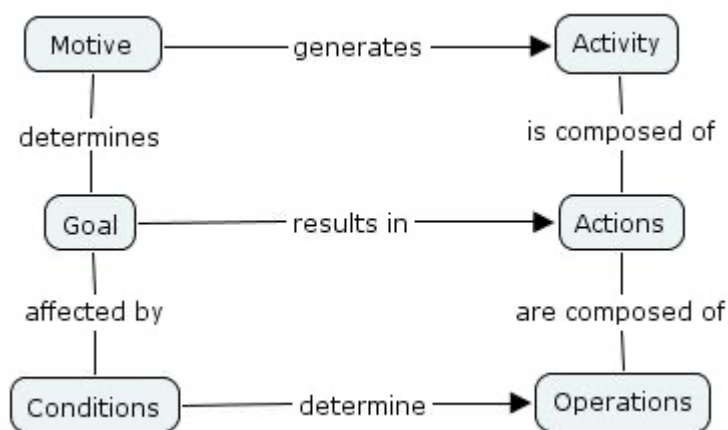 Motive generates Activity
determines is composed of
Goal results in Actions
affected by are composed of
Conditions determine Operations